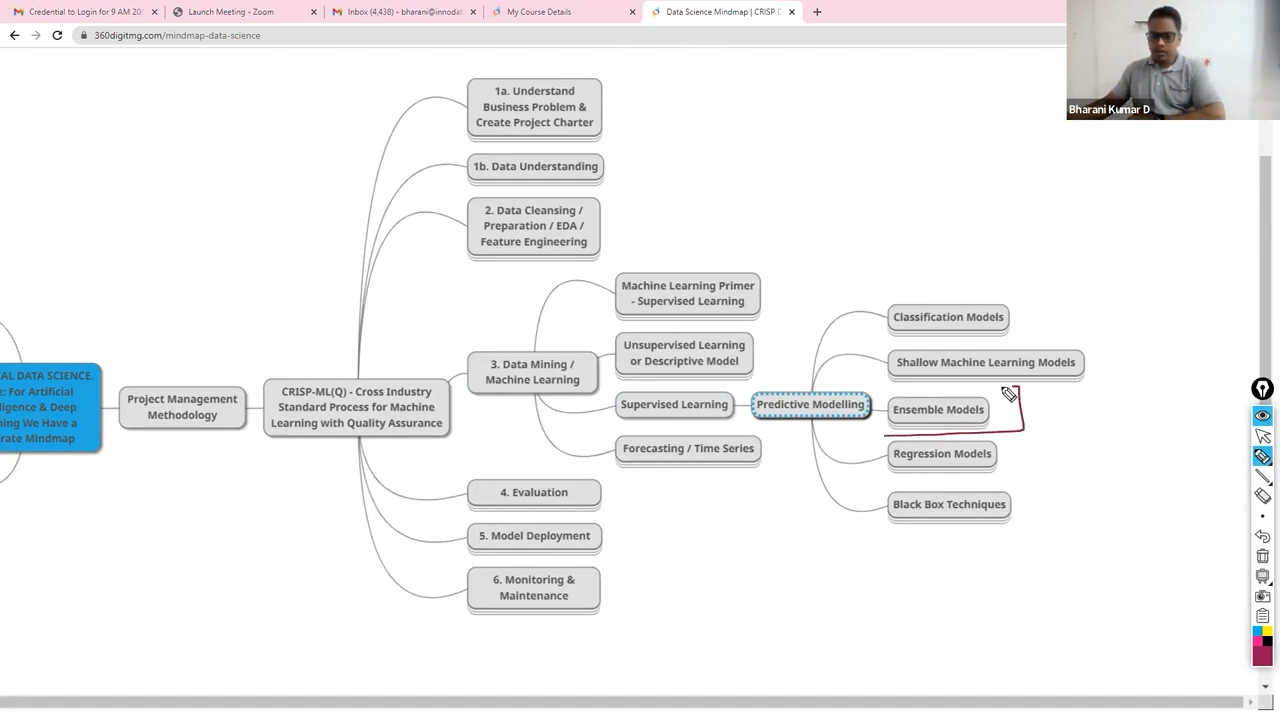 Credential to Login for 9 AM 20/
Launch Meeting - Zoom
Inbox (4,438) - bharani@innodat
My Course Details
Data Science Mindmap | CRISP D
360digitmg.com/mindmap-data-science
Bharani Kumar D
1a. Understand
Business Problem &
Create Project Charter
1b. Data Understanding
2. Data Cleansing /
Preparation / EDA /
Feature Engineering
Machine Learning Primer
- Supervised Learning
Unsupervised Learning
or Descriptive Model
3. Data Mining /
Machine Learning
Supervised Learning
Predictive Modelling
Forecasting / Time Series
Classification Models
Shallow Machine Learning Models
Ensemble Models
Regression Models
Black Box Techniques
AL DATA SCIENCE.
e: For Artificial
lligence & Deep
ning We Have a
rate Mindmap
Project Management
Methodology
CRISP-ML(Q) - Cross Industry
Standard Process for Machine
Learning with Quality Assurance
4. Evaluation
5. Model Deployment
6. Monitoring &
Maintenance